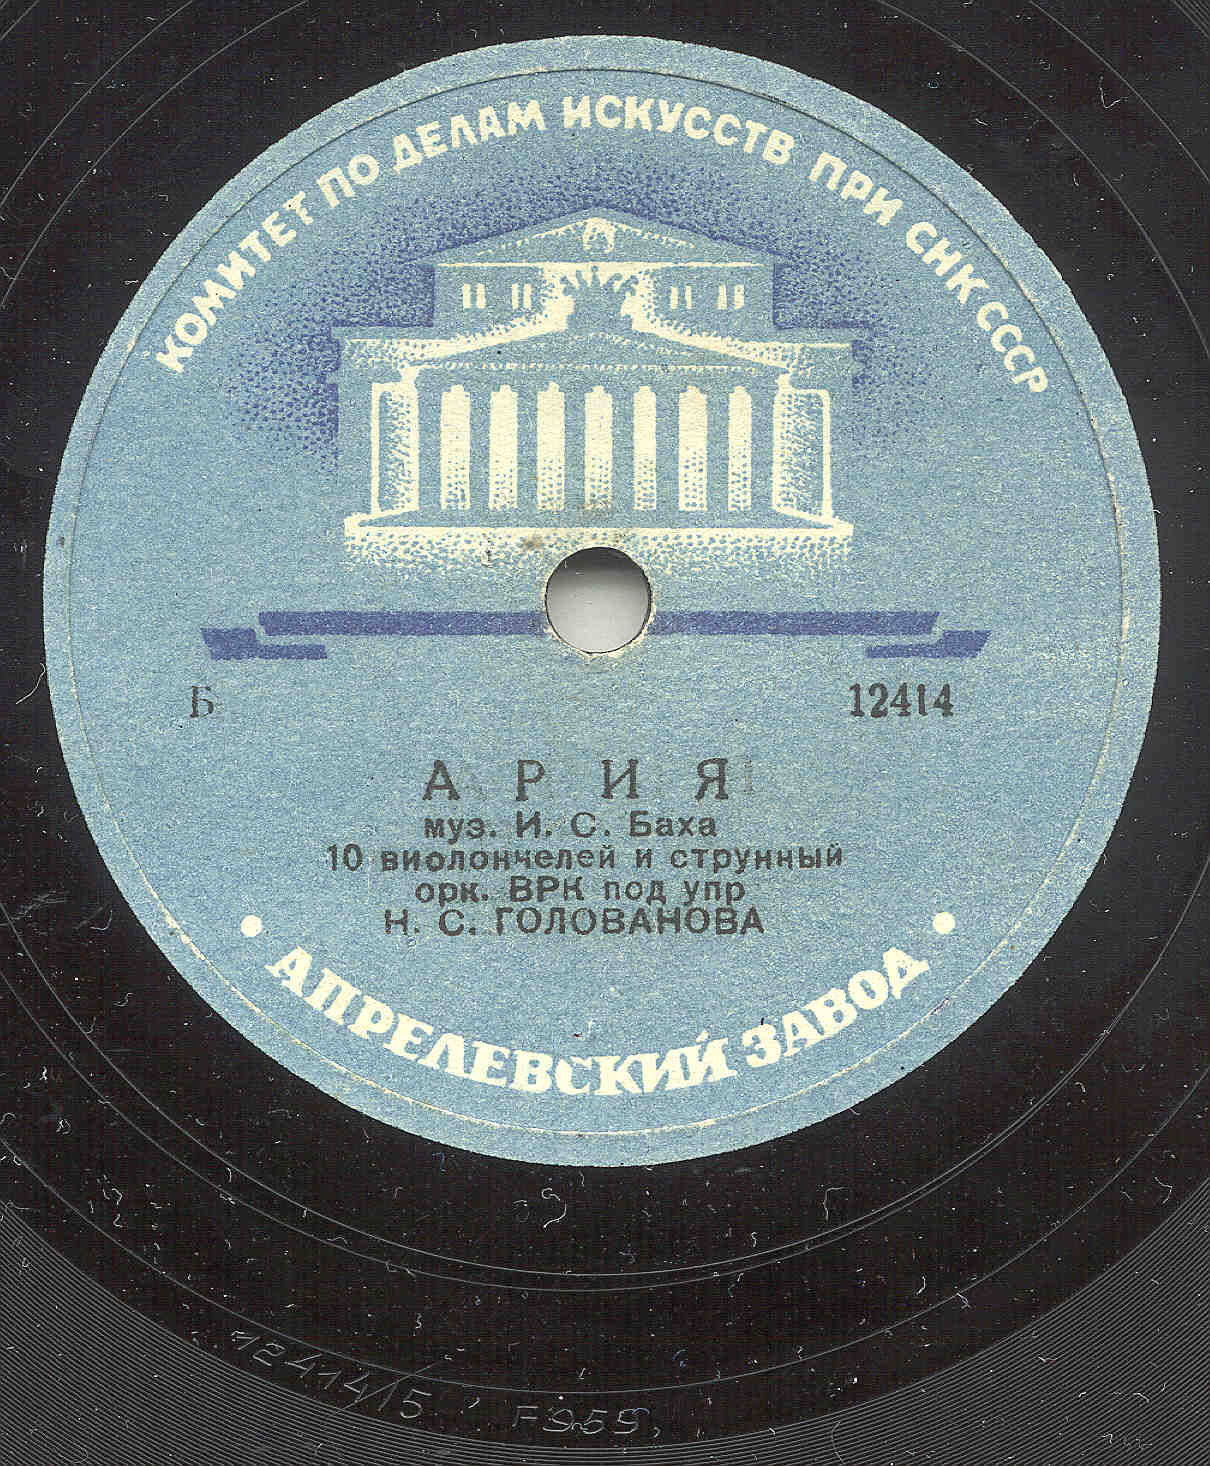 КОМИТЕТ ПО ДЕЛАМ ИСКУССТВ ПРИ СНК СССР
Б 12414
АРИЯ
муз. И. С. Баха
10 виолончелей и струнный
орк. ВРК под упр
Н. С. ГОЛОВАНОВА
• АПРЕЛЕВСКИЙ ЗАВОД •
12414/5